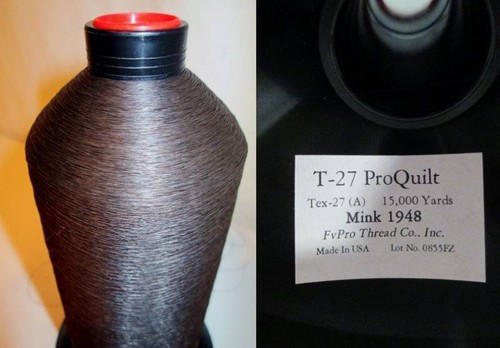 T-27 ProQuilt
Tex-27 (A) 15,000 Yards
Mink 1948
FvPro Thread Co., Inc.
Made In USA Lot No. 0855FZ